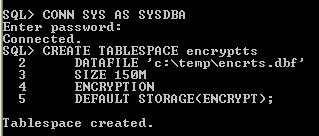 SQL> CONN SYS AS SYSDBA
Enter password:
Connected.
SQL> CREATE TABLESPACE encryptts
2 DATAFILE 'c:\temp\encrts.dbf'
3 SIZE 150M
4 ENCRYPTION
5 DEFAULT STORAGE(ENCRYPT);
Tablespace created.